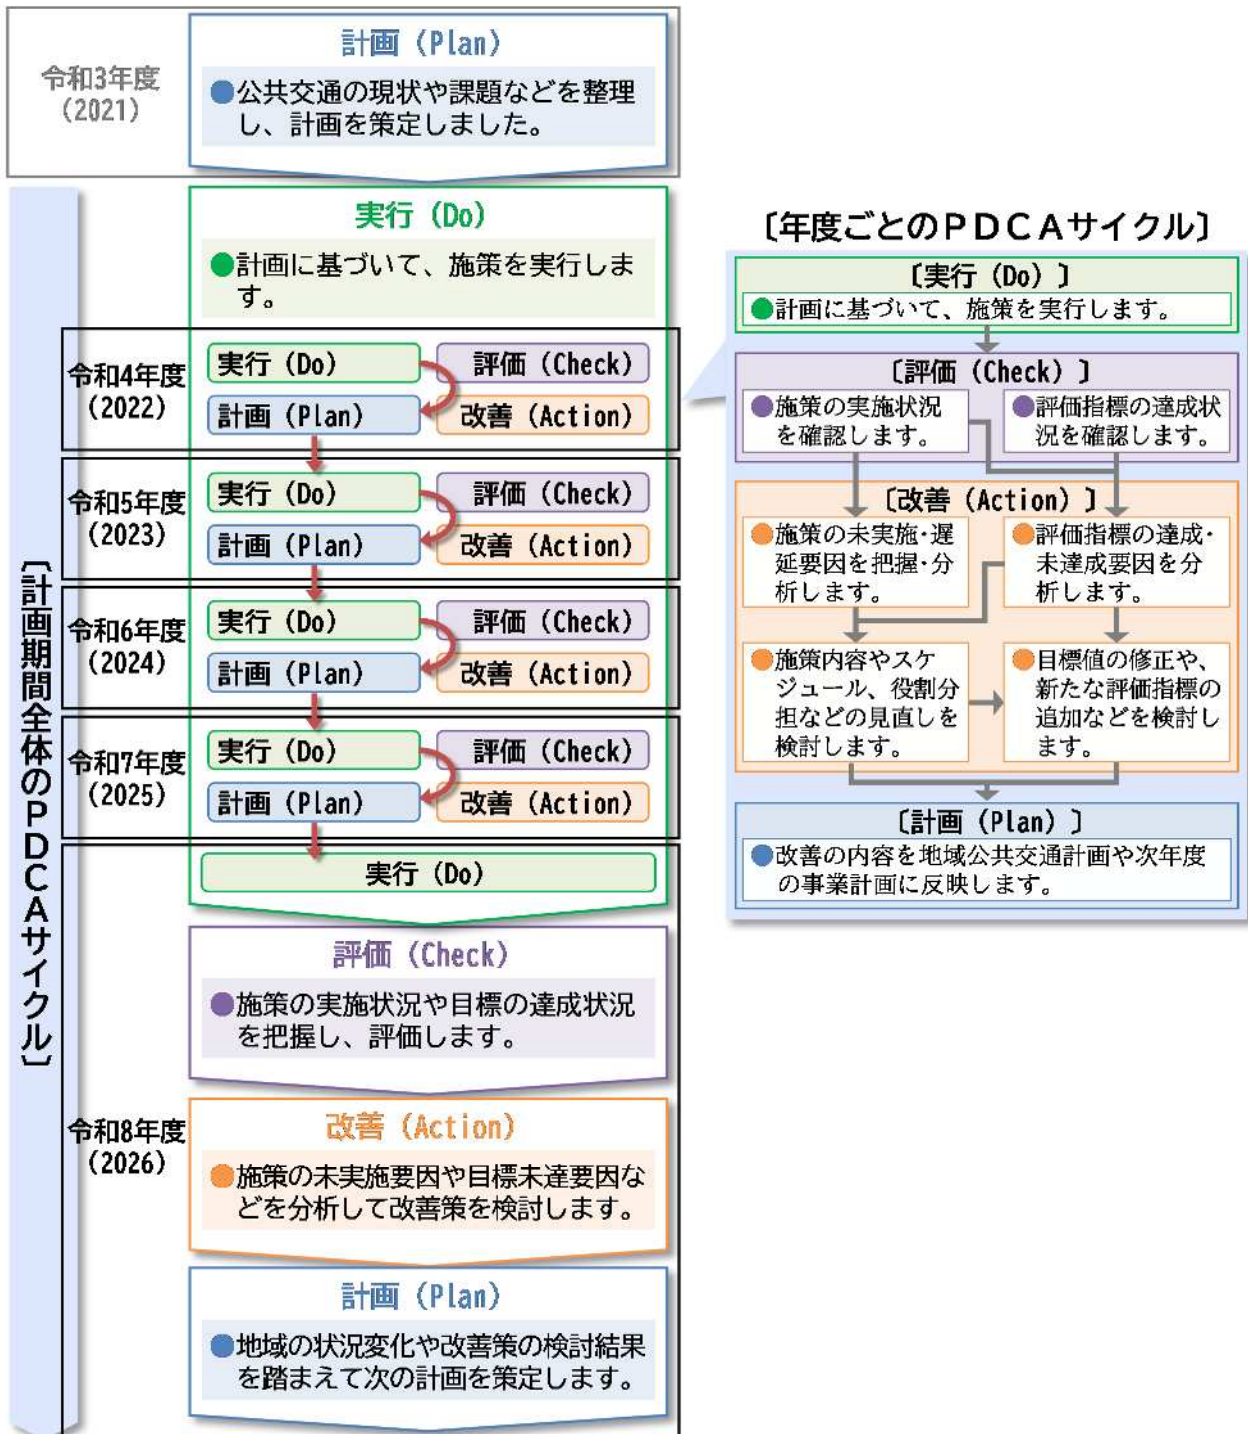 令和3年度
（2021）
計画（Plan）
●公共交通の現状や課題などを整理
し、計画を策定しました。
〔計画期間全体のＰＤＣＡサイクル〕
実行（Do）
●計画に基づいて、施策を実行しま
す。
令和4年度
（2022）
実行（Do）
評価（Check）
計画（Plan）
改善（Action）
令和5年度
（2023）
実行（Do）
評価（Check）
計画（Plan）
改善（Action）
令和6年度
（2024）
実行（Do）
評価（Check）
計画（Plan）
改善（Action）
令和7年度
（2025）
実行（Do）
評価（Check）
計画（Plan）
改善（Action）
令和8年度
（2026）
実行（Do）
評価（Check）
●施策の実施状況や目標の達成状況
を把握し、評価します。
改善（Action）
●施策の未実施要因や目標未達要因な
どを分析して改善策を検討します。
計画（Plan）
●地域の状況変化や改善策の検討結果
を踏まえて次の計画を策定します。
〔年度ごとのＰＤＣＡサイクル〕
〔実行（Do）〕
●計画に基づいて、施策を実行します。
〔評価（Check）〕
●施策の実施状況
を確認します。
●評価指標の達成状
況を確認します。
〔改善（Action）〕
●施策の未実施・遅
延要因を把握・分
析します。
●評価指標の達成・
未達成要因を分
析します。
●施策内容やスケ
ジュール、役割分
担などの見直しを
検討します。
●目標値の修正や、
新たな評価指標の
追加などを検討し
ます。
〔計画（Plan）〕
●改善の内容を地域公共交通計画や次年度
の事業計画に反映します。